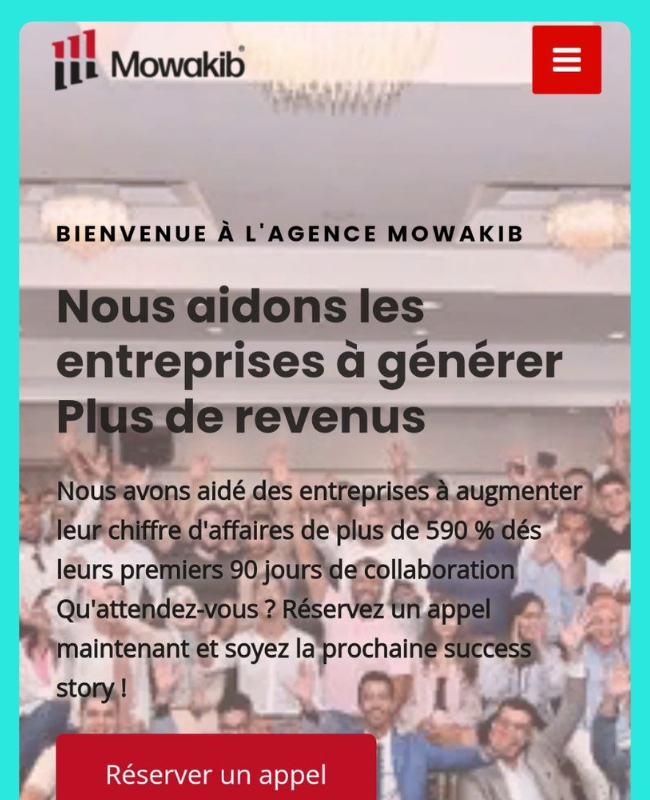 Mowakib®
BIENVENUE À L'AGENCE MOWAKIB
Nous aidons les
entreprises à générer
Plus de revenus
Nous avons aidé des entreprises à augmenter
leur chiffre d'affaires de plus de 590 % dés
leurs premiers 90 jours de collaboration
Qu'attendez-vous ? Réservez un appel
maintenant et soyez la prochaine success
story !
Réserver un appel